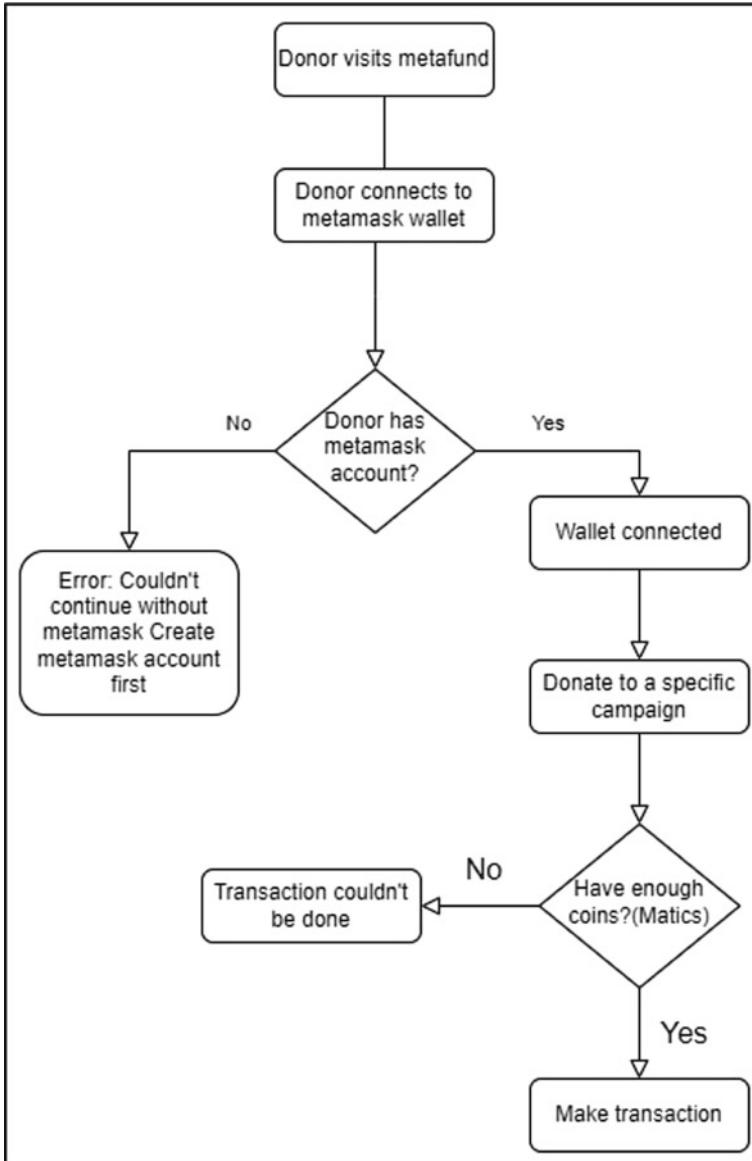 Donor visits metafund
Donor connects to
metamask wallet
No
Donor has
metamask
account?
Yes
Error: Couldn't
continue without
metamask Create
metamask account
first
Wallet connected
Donate to a specific
campaign
Transaction couldn't
be done
No
Have enough
coins?(Matics)
Yes
Make transaction